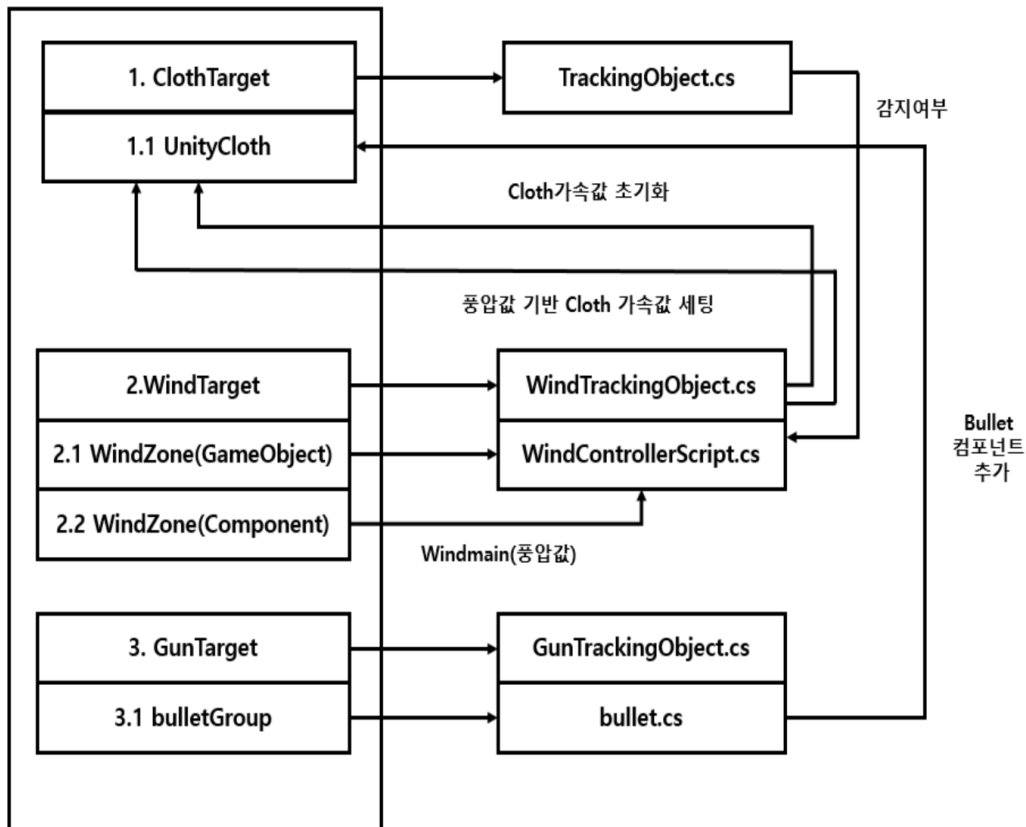 1. ClothTarget
TrackingObject.cs
감지여부
1.1 UnityCloth
Cloth가속값 초기화
풍압값 기반 Cloth 가속값 세팅
2.WindTarget
WindTrackingObject.cs
2.1 WindZone(GameObject)
WindControllerScript.cs
Bullet
컴포넌트
추가
2.2 WindZone(Component)
Windmain(풍압값)
3. GunTarget
GunTrackingObject.cs
3.1 bulletGroup
bullet.cs